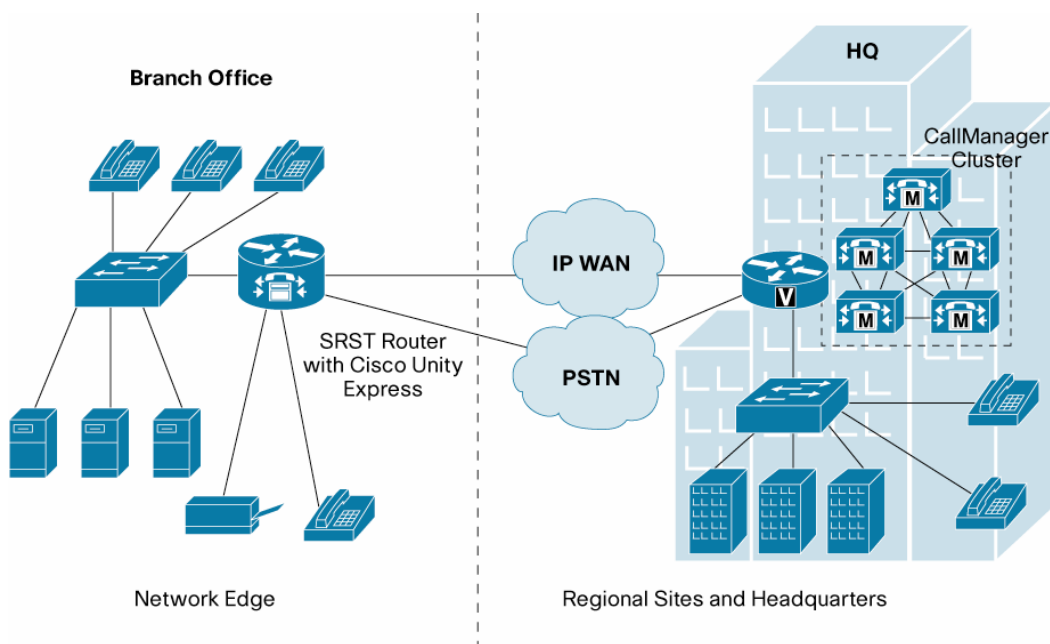 Branch Office
HQ
CallManager
Cluster
M
M
M
M
M
IP WAN
V
SRST Router
with Cisco Unity
Express
PSTN
Network Edge
Regional Sites and Headquarters